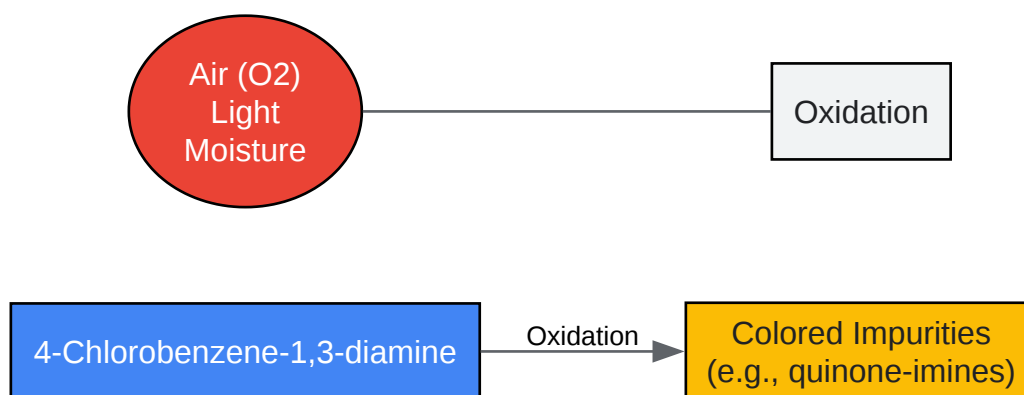 Air (O2)
Light
Moisture
Oxidation
4-Chlorobenzene-1,3-diamine
Oxidation
Colored Impurities
(e.g., quinone-imines)